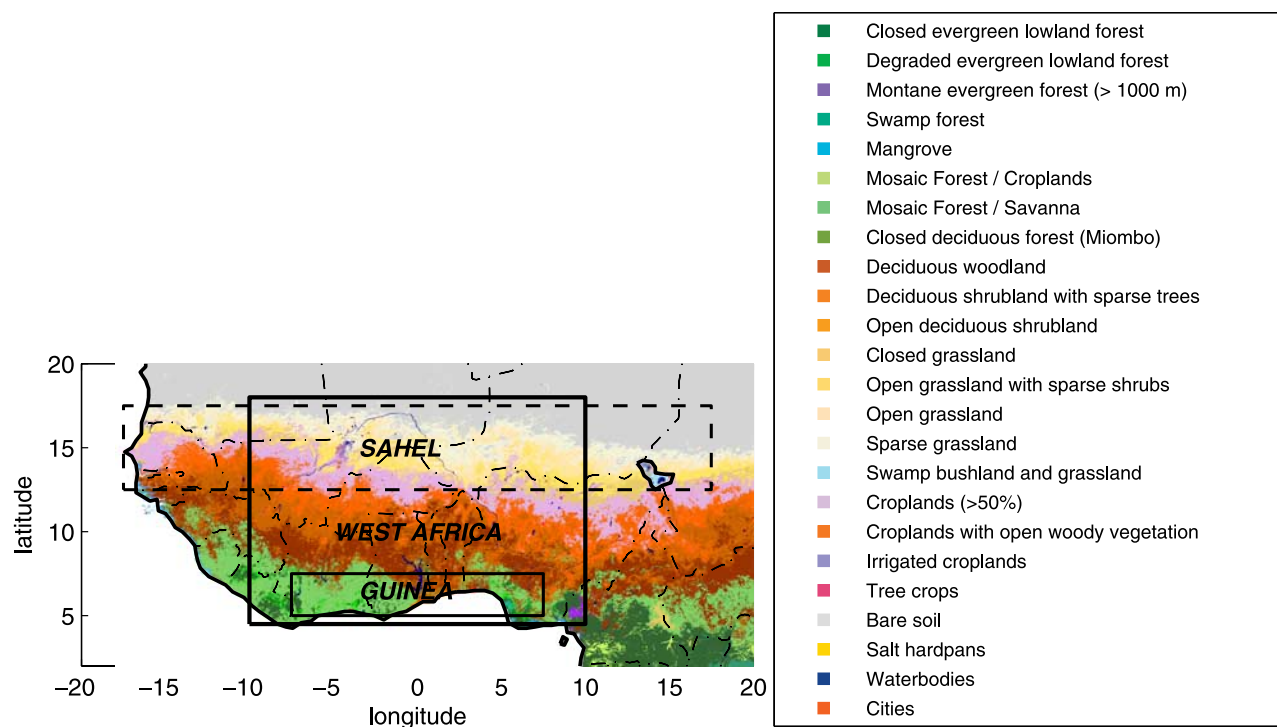 20
15
10
5
latitude
−20
−15
−10
−5
0
5
10
15
20
longitude
SAHEL
WEST AFRICA
GUINEA
Closed evergreen lowland forest
Degraded evergreen lowland forest
Montane evergreen forest (> 1000 m)
Swamp forest
Mangrove
Mosaic Forest / Croplands
Mosaic Forest / Savanna
Closed deciduous forest (Miombo)
Deciduous woodland
Deciduous shrubland with sparse trees
Open deciduous shrubland
Closed grassland
Open grassland with sparse shrubs
Open grassland
Sparse grassland
Swamp bushland and grassland
Croplands (>50%)
Croplands with open woody vegetation
Irrigated croplands
Tree crops
Bare soil
Salt hardpans
Waterbodies
Cities